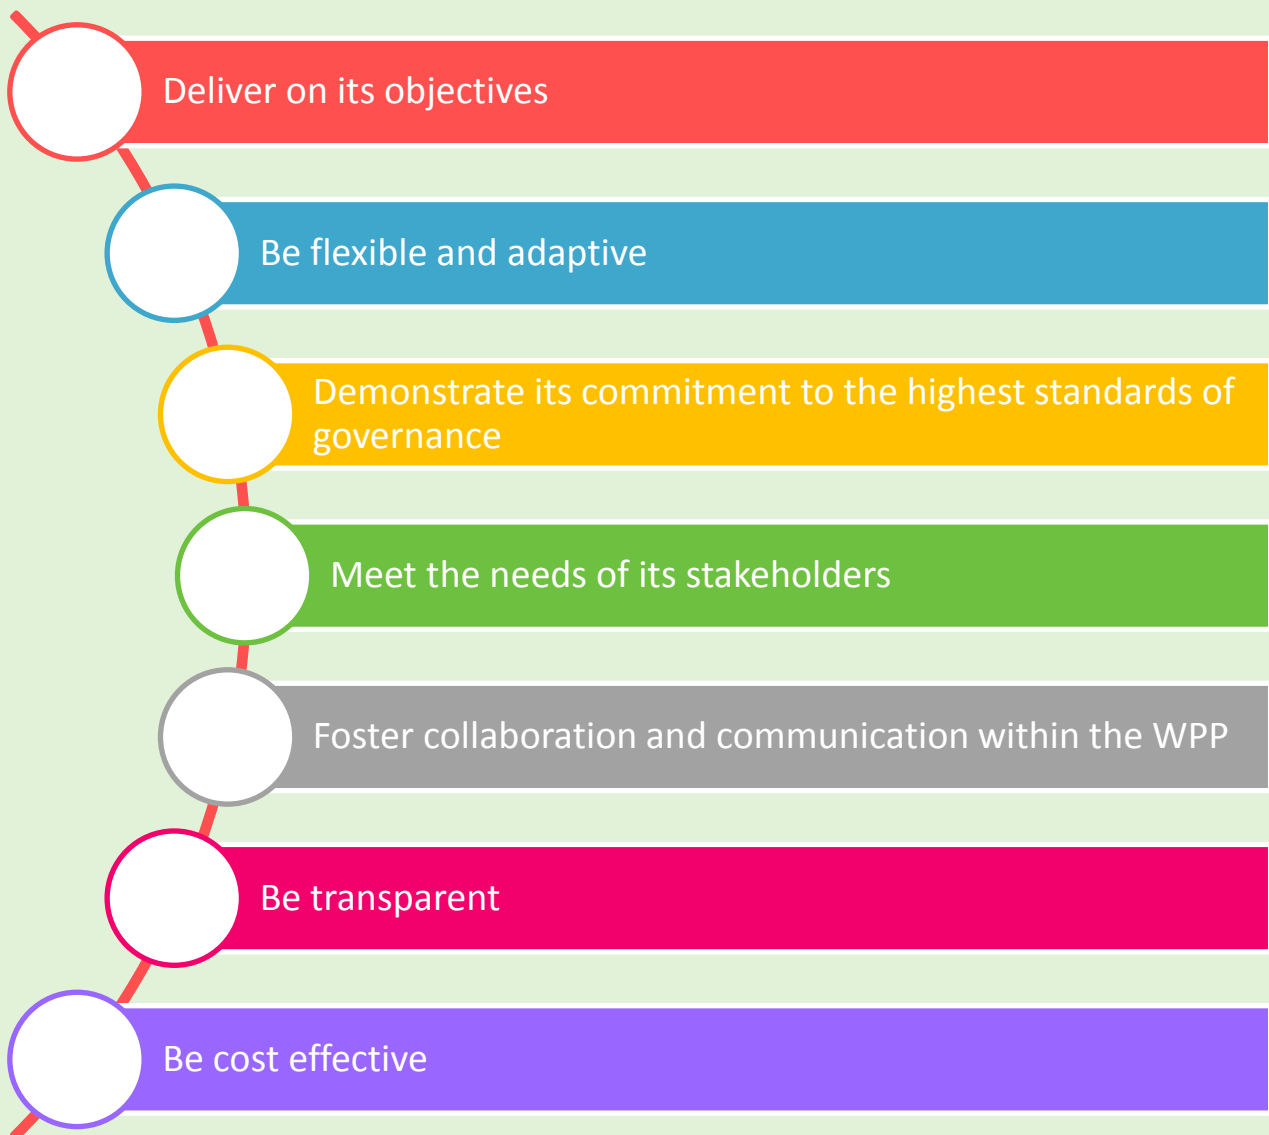 Deliver on its objectives
Be flexible and adaptive
Demonstrate its commitment to the highest standards of
governance
Meet the needs of its stakeholders
Foster collaboration and communication within the WPP
Be transparent
Be cost effective